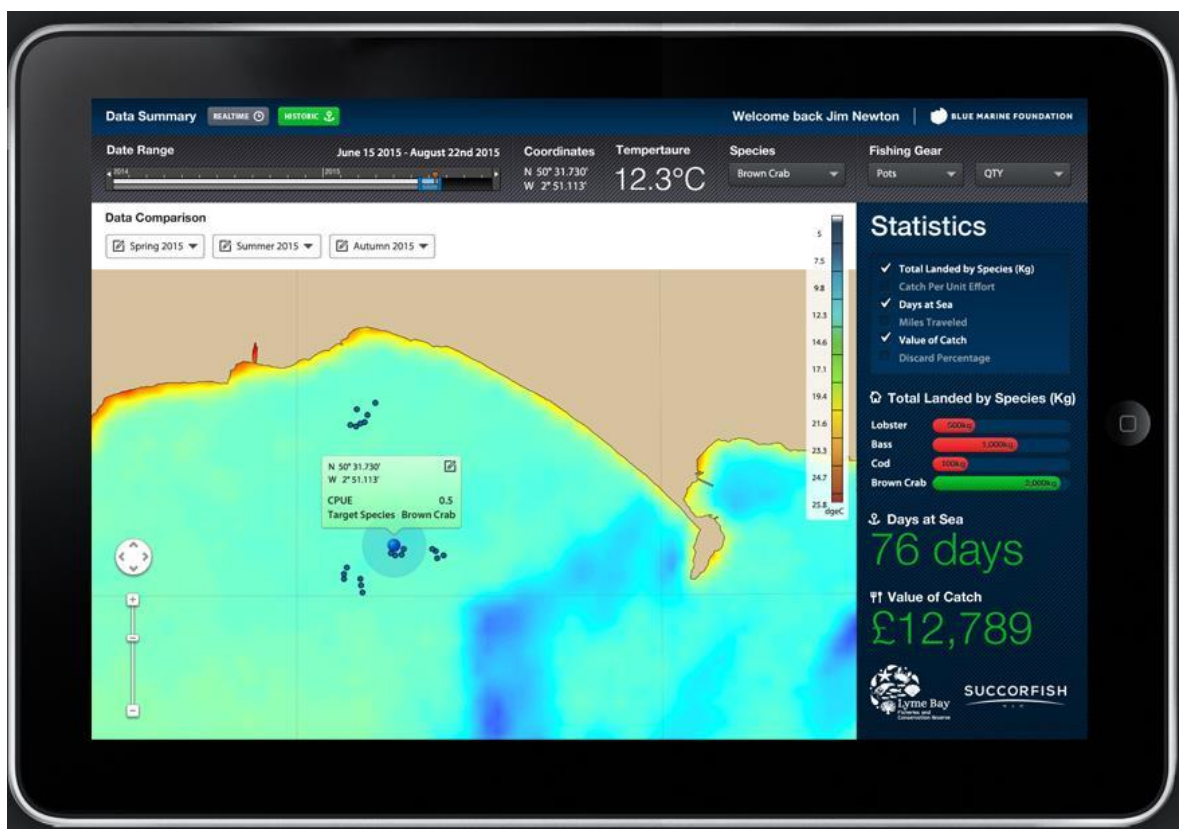 Data Summary REALTIME HISTORIC Welcome back Jim Newton BLUE MARINE FOUNDATION
Date Range June 15 2015 - August 22nd 2015 Coordinates Tempertaure Species Fishing Gear
2014 2015 N 50° 31.730' 12.3°C Brown Crab Pots QTY
W 2° 51.113'
Data Comparison
Spring 2015 Summer 2015 Autumn 2015
5
7.5
9.8
12.3
14.6
17.1
19.4
21.6
23.3
24.7
25.8
dgeC
N 50° 31.730'
W 2° 51.113'
CPUE 0.5
Target Species Brown Crab
Statistics
Total Landed by Species (Kg)
Catch Per Unit Effort
Days at Sea
Miles Traveled
Value of Catch
Discard Percentage
Total Landed by Species (Kg)
Lobster 500kg
Bass 1,000kg
Cod 100kg
Brown Crab 2,000kg
Days at Sea
76 days
Value of Catch
£12,789
Lyme Bay
Fisheries and
Conservation Reserve
SUCCORFISH